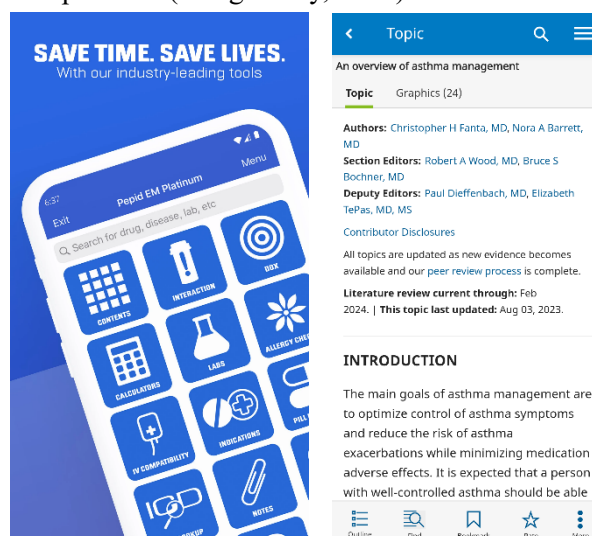 SAVE TIME. SAVE LIVES.
With our industry-leading tools
6:37
Exit
Pepid EM Platinum
Menu
Search for drug, disease, lab, etc
CONTENTS
INTERACTION
DDX
CALCULATORS
LABS
ALLERGY CHE
IV COMPATIBILITY
INDICATIONS
PILL
OKUP
NOTES
Topic
An overview of asthma management
Topic Graphics (24)
Authors: Christopher H Fanta, MD, Nora A Barrett,
MD
Section Editors: Robert A Wood, MD, Bruce S
Bochner, MD
Deputy Editors: Paul Dieffenbach, MD, Elizabeth
TePas, MD, MS
Contributor Disclosures
All topics are updated as new evidence becomes
available and our peer review process is complete.
Literature review current through: Feb
2024. | This topic last updated: Aug 03, 2023.
INTRODUCTION
The main goals of asthma management are
to optimize control of asthma symptoms
and reduce the risk of asthma
exacerbations while minimizing medication
adverse effects. It is expected that a person
with well-controlled asthma should be able